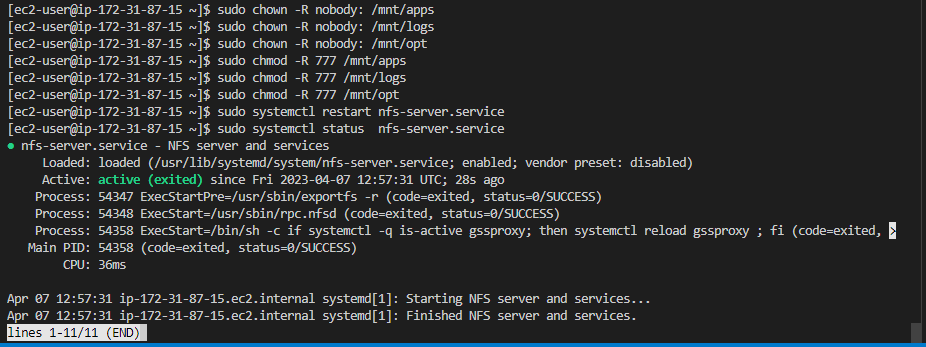 [ec2-user@ip-172-31-87-15 ~]$ sudo chown -R nobody: /mnt/apps
[ec2-user@ip-172-31-87-15 ~]$ sudo chown -R nobody: /mnt/logs
[ec2-user@ip-172-31-87-15 ~]$ sudo chown -R nobody: /mnt/opt
[ec2-user@ip-172-31-87-15 ~]$ sudo chmod -R 777 /mnt/apps
[ec2-user@ip-172-31-87-15 ~]$ sudo chmod -R 777 /mnt/logs
[ec2-user@ip-172-31-87-15 ~]$ sudo chmod -R 777 /mnt/opt
[ec2-user@ip-172-31-87-15 ~]$ sudo systemctl restart nfs-server.service
[ec2-user@ip-172-31-87-15 ~]$ sudo systemctl status  nfs-server.service
● nfs-server.service - NFS server and services
     Loaded: loaded (/usr/lib/systemd/system/nfs-server.service; enabled; vendor preset: disabled)
     Active: active (exited) since Fri 2023-04-07 12:57:31 UTC; 28s ago
    Process: 54347 ExecStartPre=/usr/sbin/exportfs -r (code=exited, status=0/SUCCESS)
    Process: 54348 ExecStart=/usr/sbin/rpc.nfsd (code=exited, status=0/SUCCESS)
    Process: 54358 ExecStart=/bin/sh -c if systemctl -q is-active gssproxy; then systemctl reload gssproxy ; fi (code=exited, >
   Main PID: 54358 (code=exited, status=0/SUCCESS)
        CPU: 36ms

Apr 07 12:57:31 ip-172-31-87-15.ec2.internal systemd[1]: Starting NFS server and services...
Apr 07 12:57:31 ip-172-31-87-15.ec2.internal systemd[1]: Finished NFS server and services.
lines 1-11/11 (END)